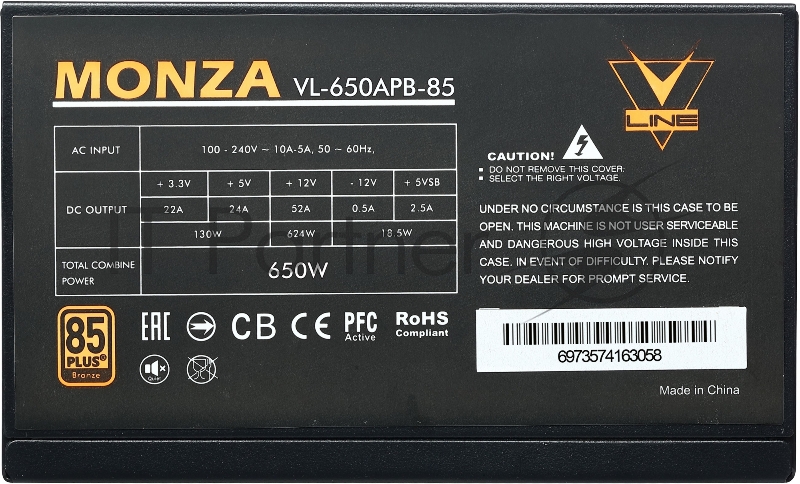 MONZA VL-650APB-85
V
LINE
AC INPUT 100 - 240V ~ 10A-5A, 50 ~ 60Hz,
DC OUTPUT + 3.3V + 5V + 12V - 12V + 5VSB
22A 24A 52A 0.5A 2.5A
130W 624W 18.5W
TOTAL COMBINE POWER 650W
CAUTION!
DO NOT REMOVE THIS COVER.
SELECT THE RIGHT VOLTAGE.
UNDER NO CIRCUMSTANCE IS THIS CASE TO BE
OPEN. THIS MACHINE IS NOT USER SERVICEABLE
AND DANGEROUS HIGH VOLTAGE INSIDE THIS
CASE. IN EVENT OF DIFFICULTY. PLEASE NOTIFY
YOUR DEALER FOR PROMPT SERVICE.
IT Partner
85
PLUS®
Bronze
EAC CB CE PFC Active RoHS Compliant
Quiet
6973574163058
Made in China